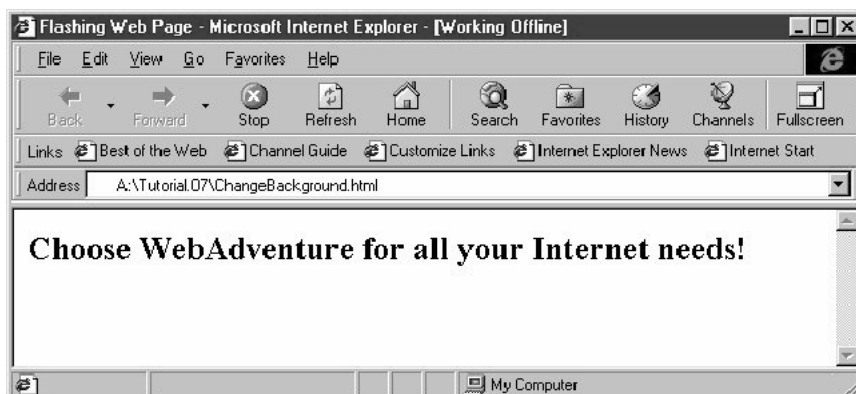 Flashing Web Page - Microsoft Internet Explorer - [Working Offline]
File Edit View Go Favorites Help
Back Forward Stop Refresh Home Search Favorites History Channels Fullscreen
Links Best of the Web Channel Guide Customize Links Internet Explorer News Internet Start
Address A:\Tutorial.07\ChangeBackground.html
Choose WebAdventure for all your Internet needs!
My Computer